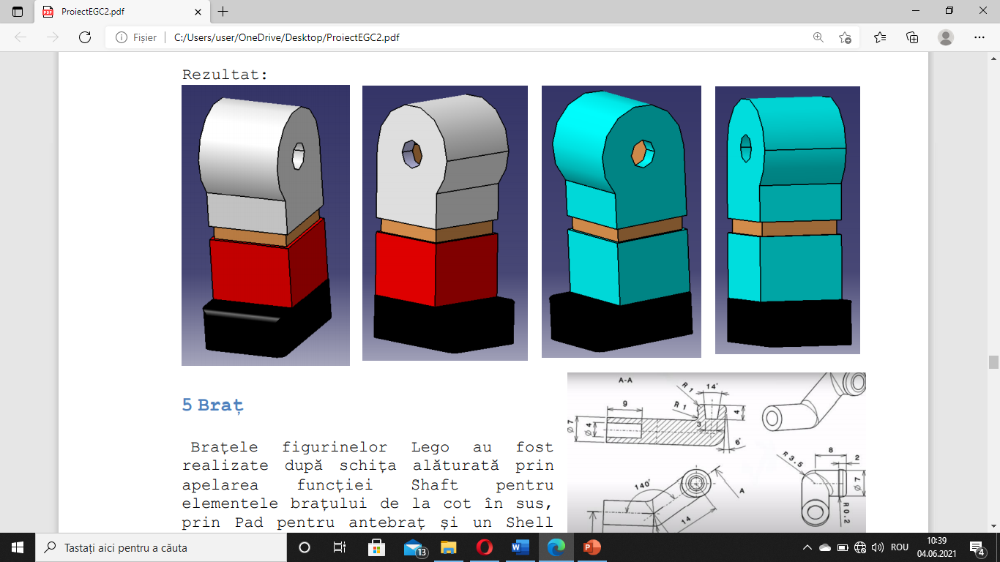 ProiectEGC2.pdf
Fișier
C:/Users/user/OneDrive/Desktop/ProiectEGC2.pdf
Rezultat:
5 Braț
Brațele figurinelor Lego au fost
realizate după schița alăturată prin
apelarea funcției Shaft pentru
elementele brațului de la cot în sus,
prin Pad pentru antebraț și un Shell
A-A
R 1
14°
9
R 1
4
Ø 7
Ø 4
3
6°
8
2
R 3.5
Ø 7
R0.2
140°
A
14
Tastați aici pentru a căuta
13
ROU
10:39
04.06.2021
4